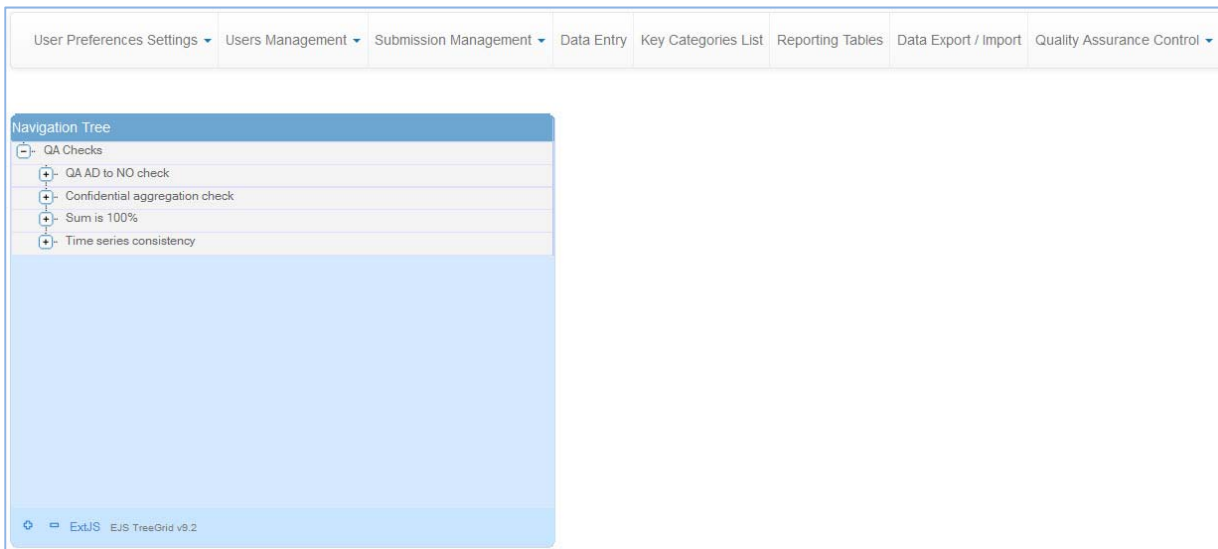 User Preferences Settings Users Management Submission Management Data Entry Key Categories List Reporting Tables Data Export / Import Quality Assurance Control
Navigation Tree
QA Checks
QA AD to NO check
Confidential aggregation check
Sum is 100%
Time series consistency
ExtJS EJS TreeGrid v9.2